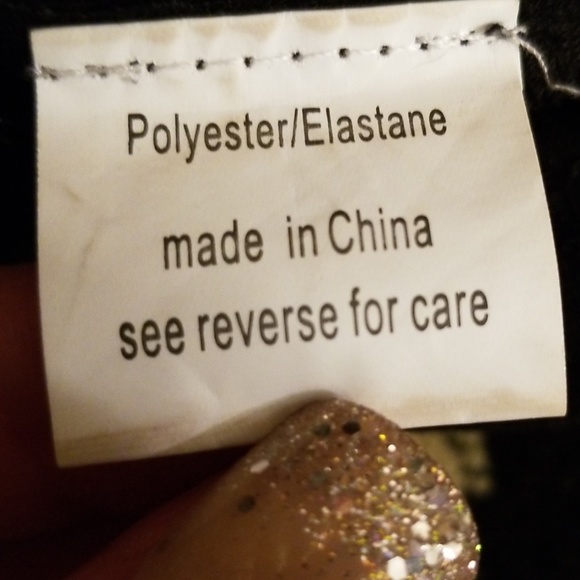 Polyester/Elastane
made in China
see reverse for care